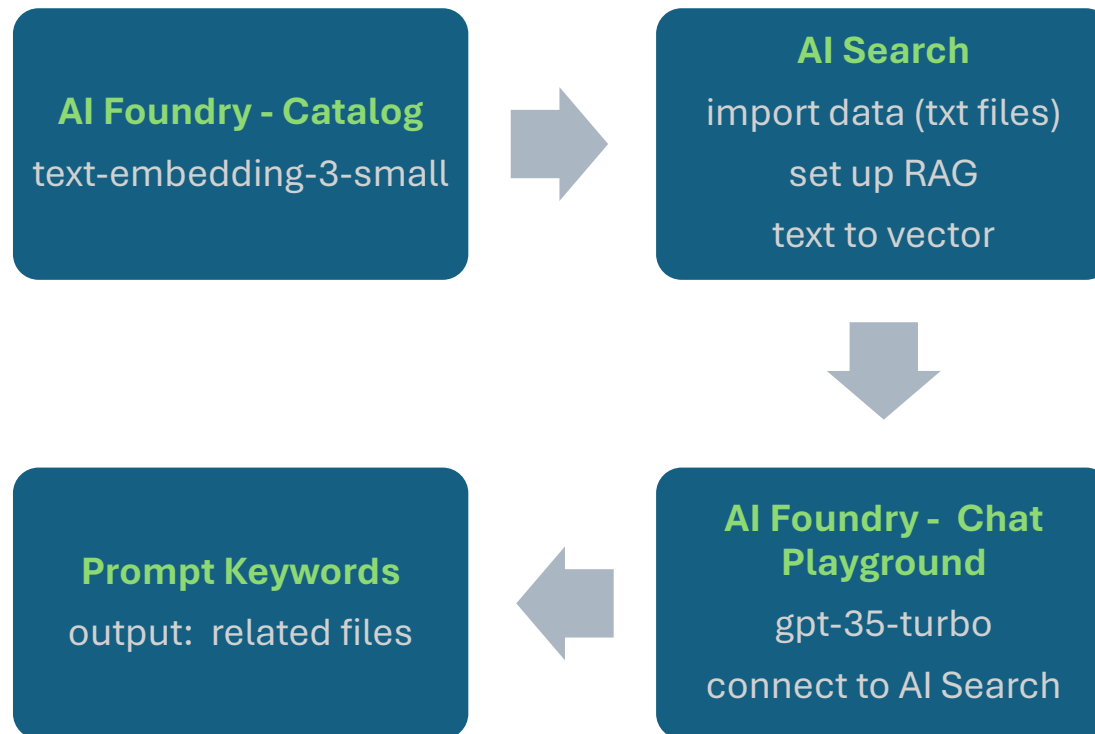 AI Foundry - Catalog
text-embedding-3-small
AI Search
import data (txt files)
set up RAG
text to vector
AI Foundry - Chat
Playground
gpt-35-turbo
connect to AI Search
Prompt Keywords
output: related files